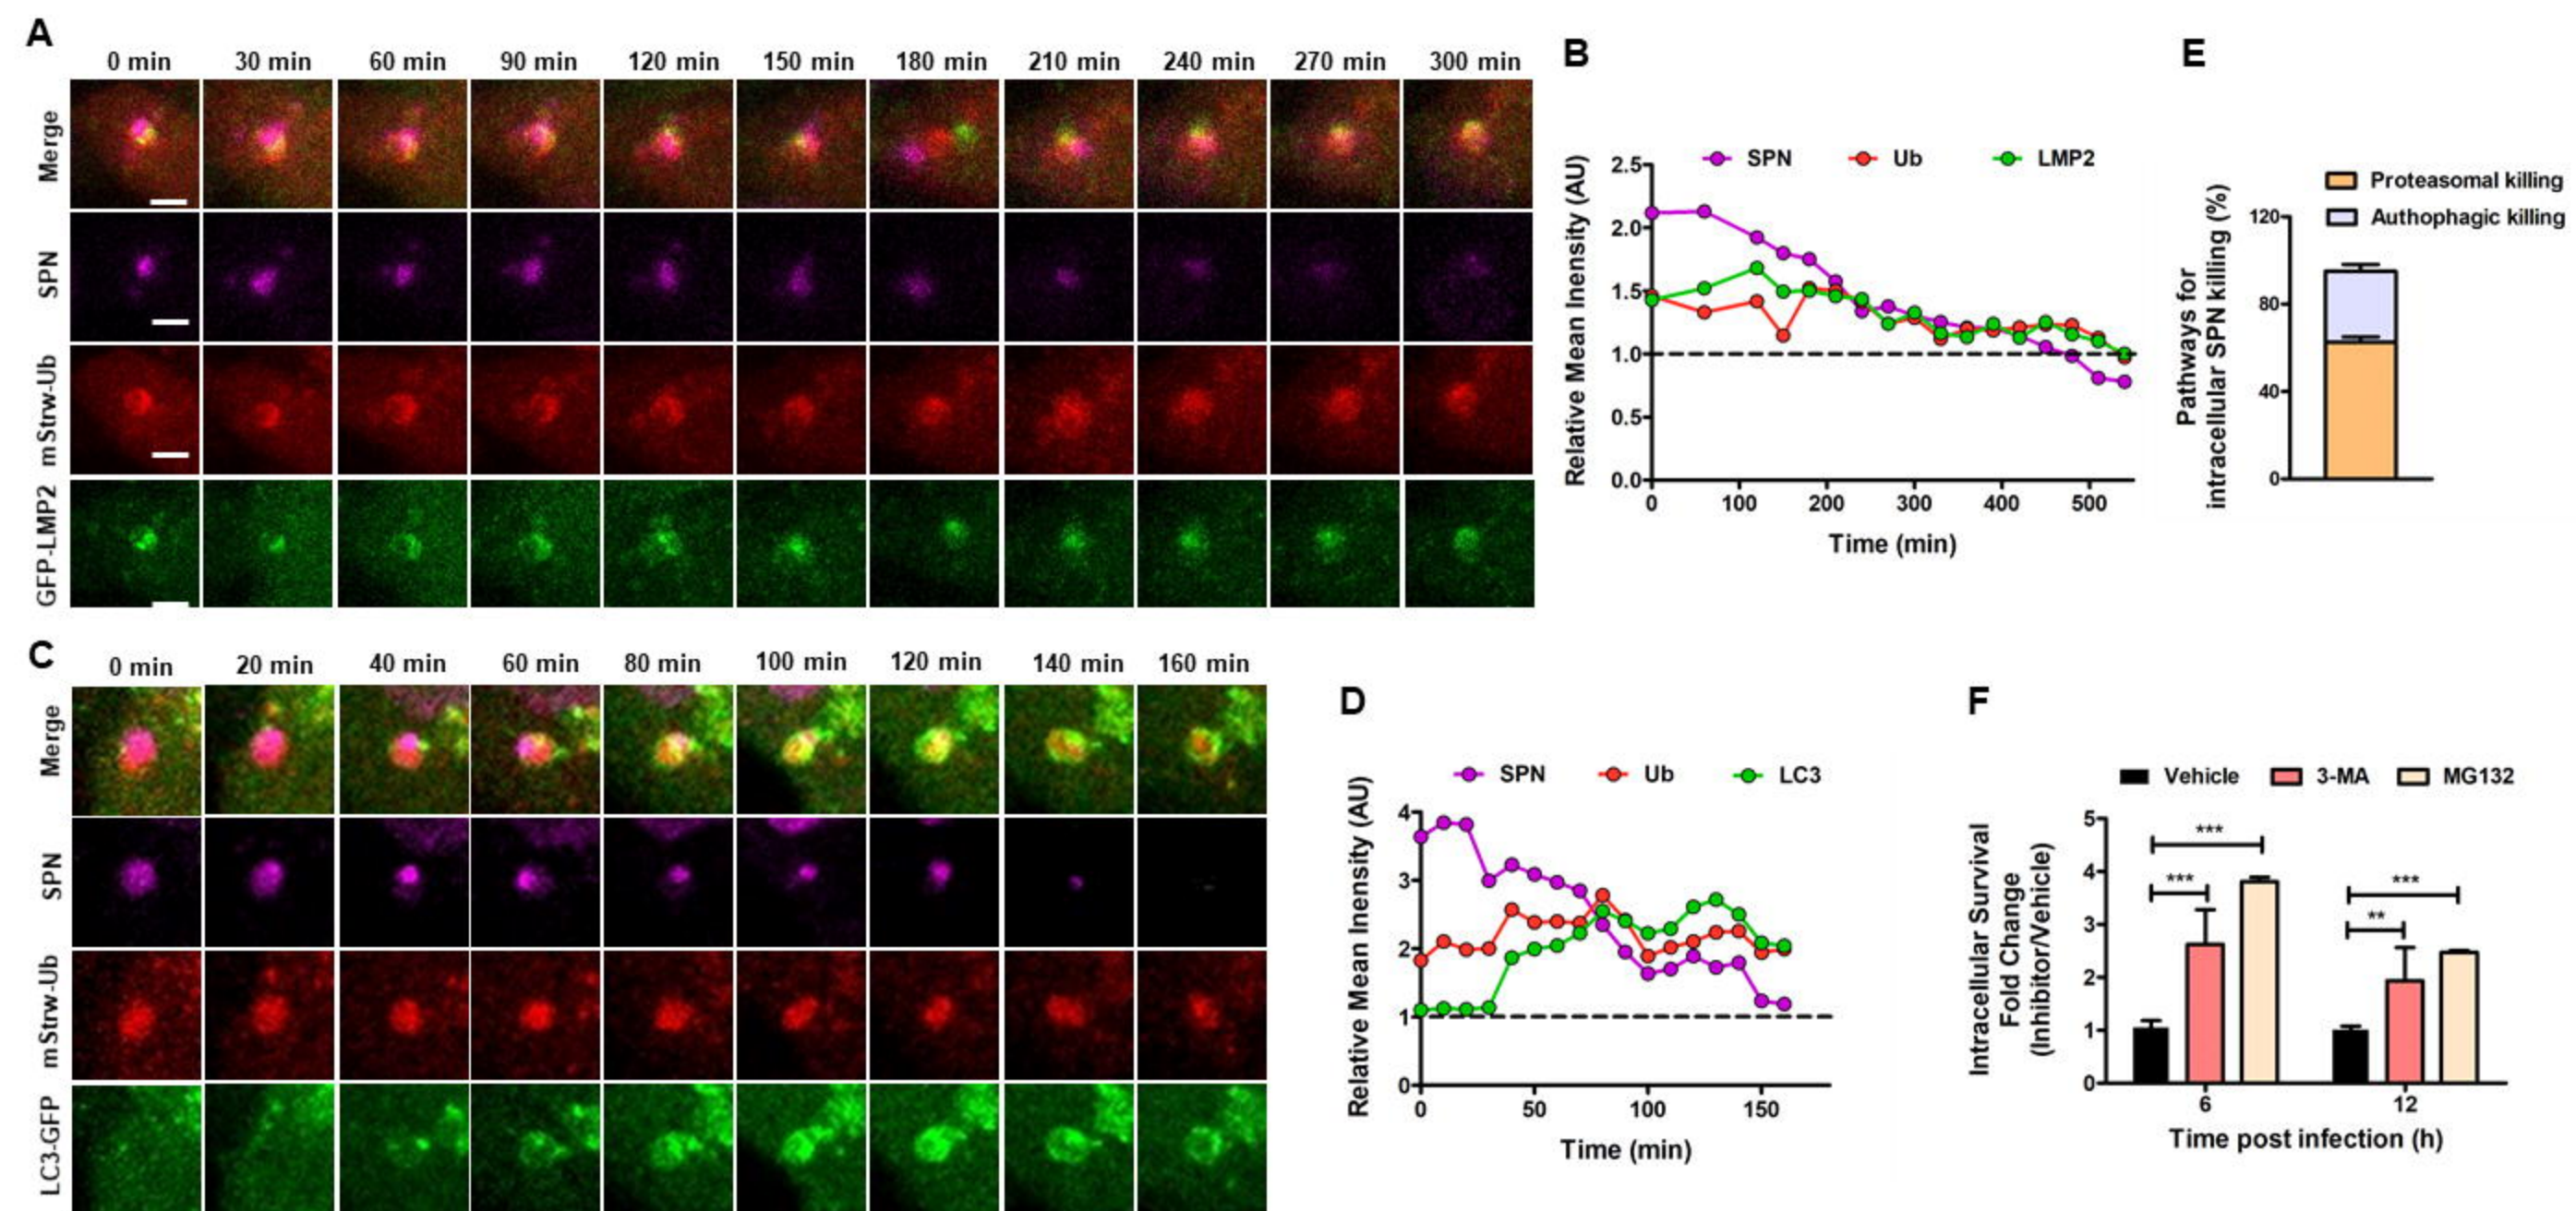 A
0 min 30 min 60 min 90 min 120 min 150 min 180 min 210 min 240 min 270 min 300 min
Merge
SPN
mStrw-Ub
GFP-LMP2
B
SPN Ub LMP2
Relative Mean Inensity (AU)
2.5
2.0
1.5
1.0
0.5
0.0
0 100 200 300 400 500
Time (min)
E
Proteasomal killing
Authophagic killing
Pathways for
intracellular SPN killing (%)
120
80
40
0
C
0 min 20 min 40 min 60 min 80 min 100 min 120 min 140 min 160 min
Merge
SPN
mStrw-Ub
LC3-GFP
D
SPN Ub LC3
Relative Mean Inensity (AU)
4
3
2
1
0
0 50 100 150
Time (min)
F
Vehicle 3-MA MG132
Intracellular Survival
Fold Change
(Inhibitor/Vehicle)
5
4
3
2
1
0
***
***
***
**
6 12
Time post infection (h)